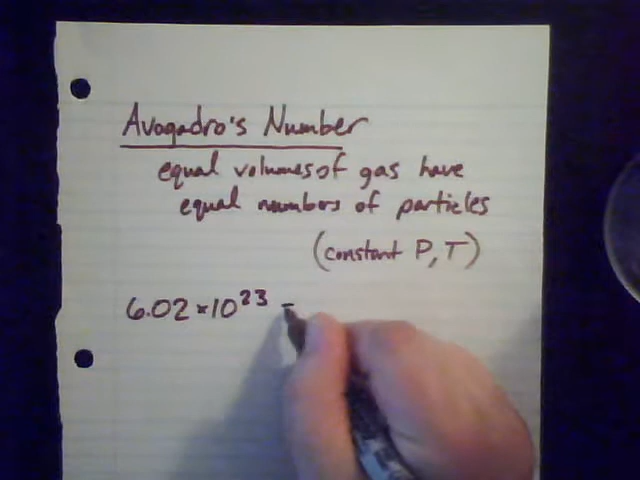 Avogadro's Number
equal volumes of gas have
equal numbers of particles
(constant P, T)
6.02 × 10²³ -